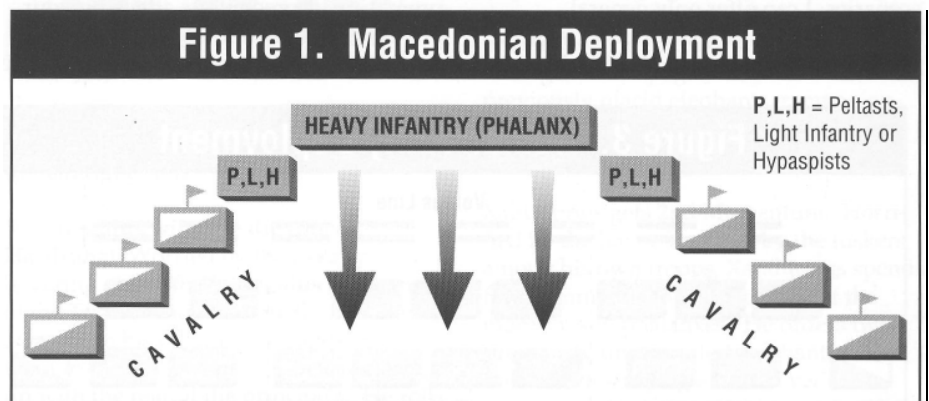 Figure 1. Macedonian Deployment
HEAVY INFANTRY (PHALANX)
P,L,H = Peltasts,
Light Infantry or
Hypaspists
P,L,H
P,L,H
CAVALRY
CAVALRY